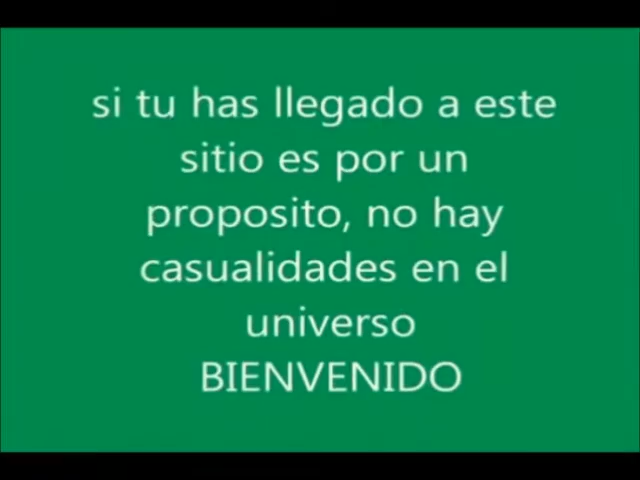 si tu has llegado a este
sitio es por un
proposito, no hay
casualidades en el
universo
BIENVENIDO